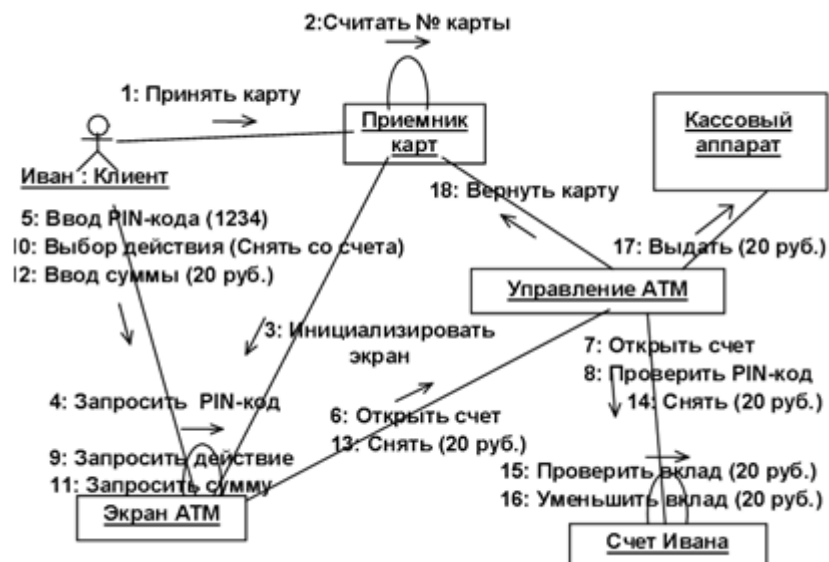 2:Считать № карты
1: Принять карту
Приемник
карт
Кассовый
аппарат
Иван : Клиент
18: Вернуть карту
5: Ввод PIN-кода (1234)
10: Выбор действия (Снять со счета)
12: Ввод суммы (20 руб.)
17: Выдать (20 руб.)
Управление АТМ
3: Инициализировать
экран
7: Открыть счет
8: Проверить PIN-код
14: Снять (20 руб.)
4: Запросить PIN-код
6: Открыть счет
13: Снять (20 руб.)
9: Запросить действие
11: Запросить сумму
15: Проверить вклад (20 руб.)
16: Уменьшить вклад (20 руб.)
Экран АТМ
Счет Ивана